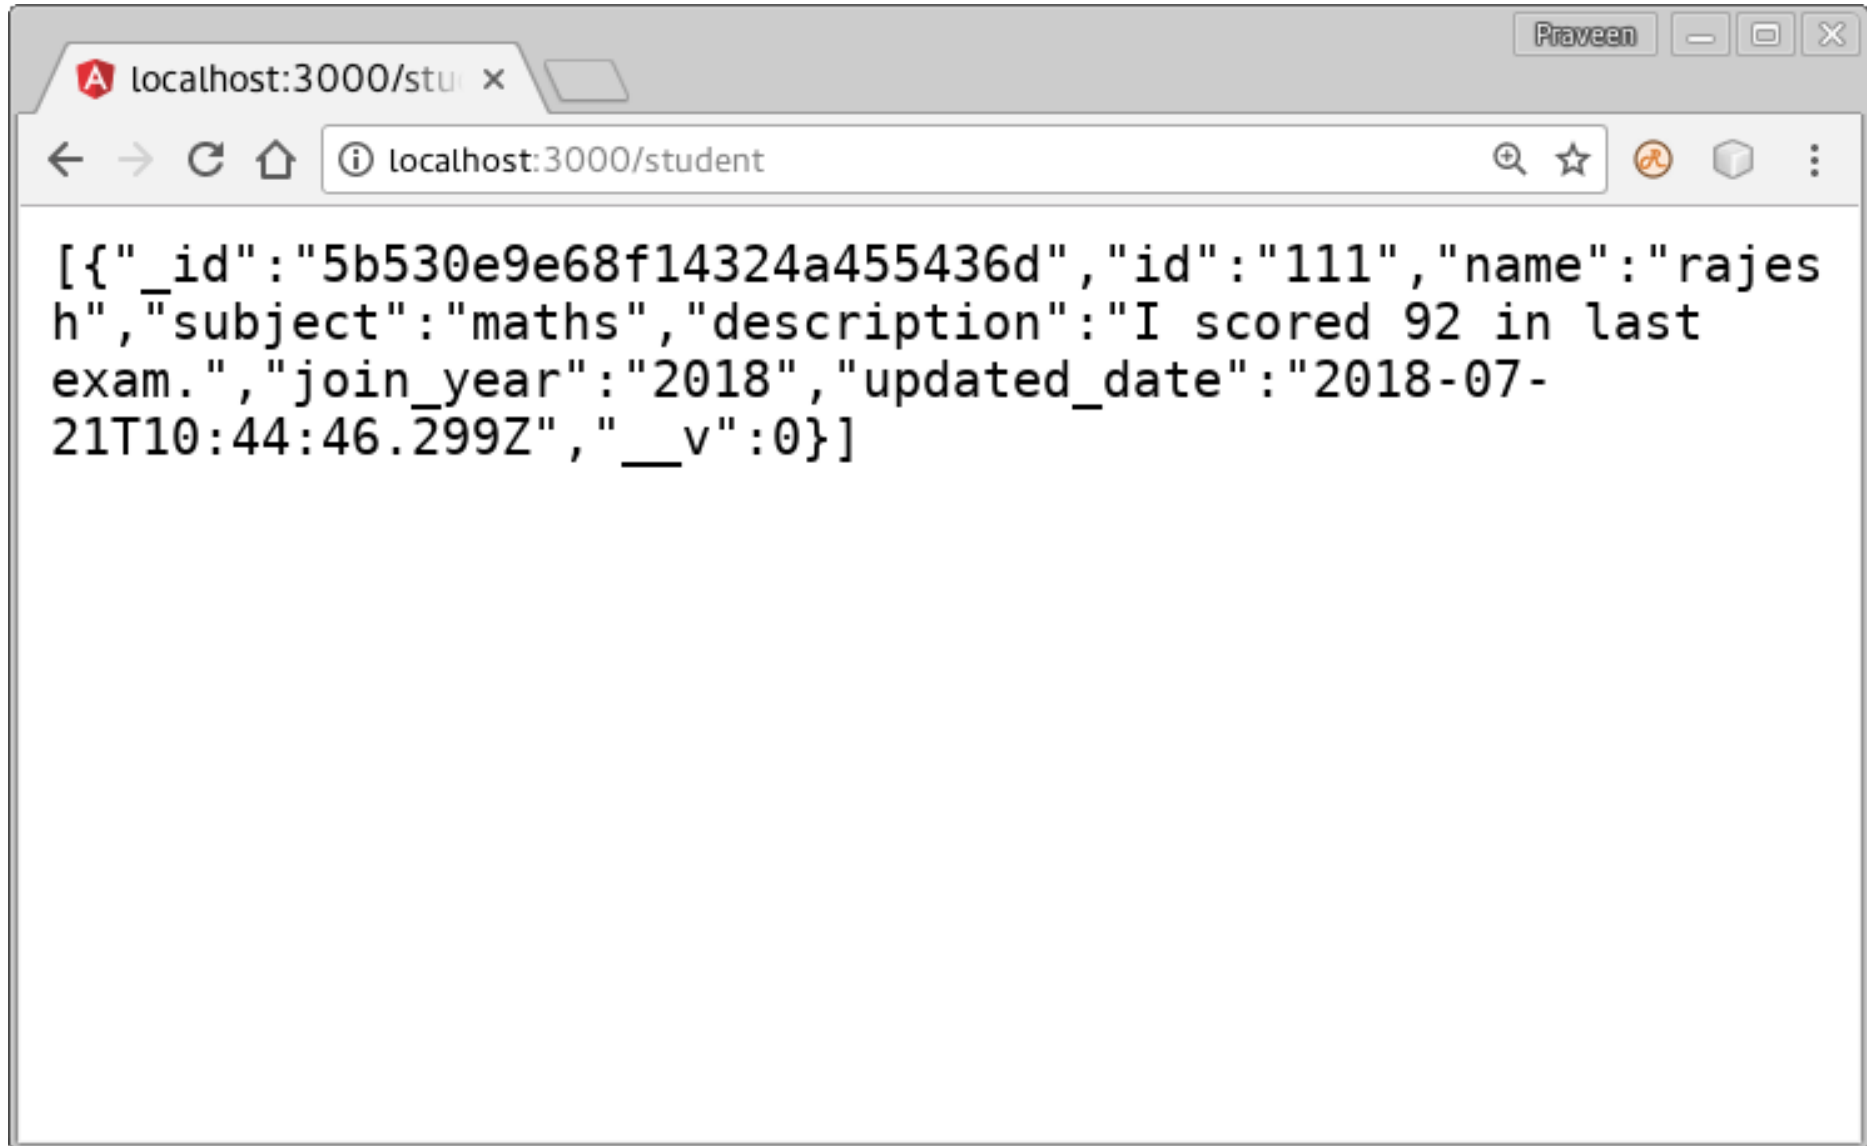 Praveen
localhost:3000/stu
localhost:3000/student
[{"_id":"5b530e9e68f14324a455436d","id":"111","name":"rajes
h","subject":"maths","description":"I scored 92 in last
exam.","join_year":"2018","updated_date":"2018-07-
21T10:44:46.299Z","__v":0}]